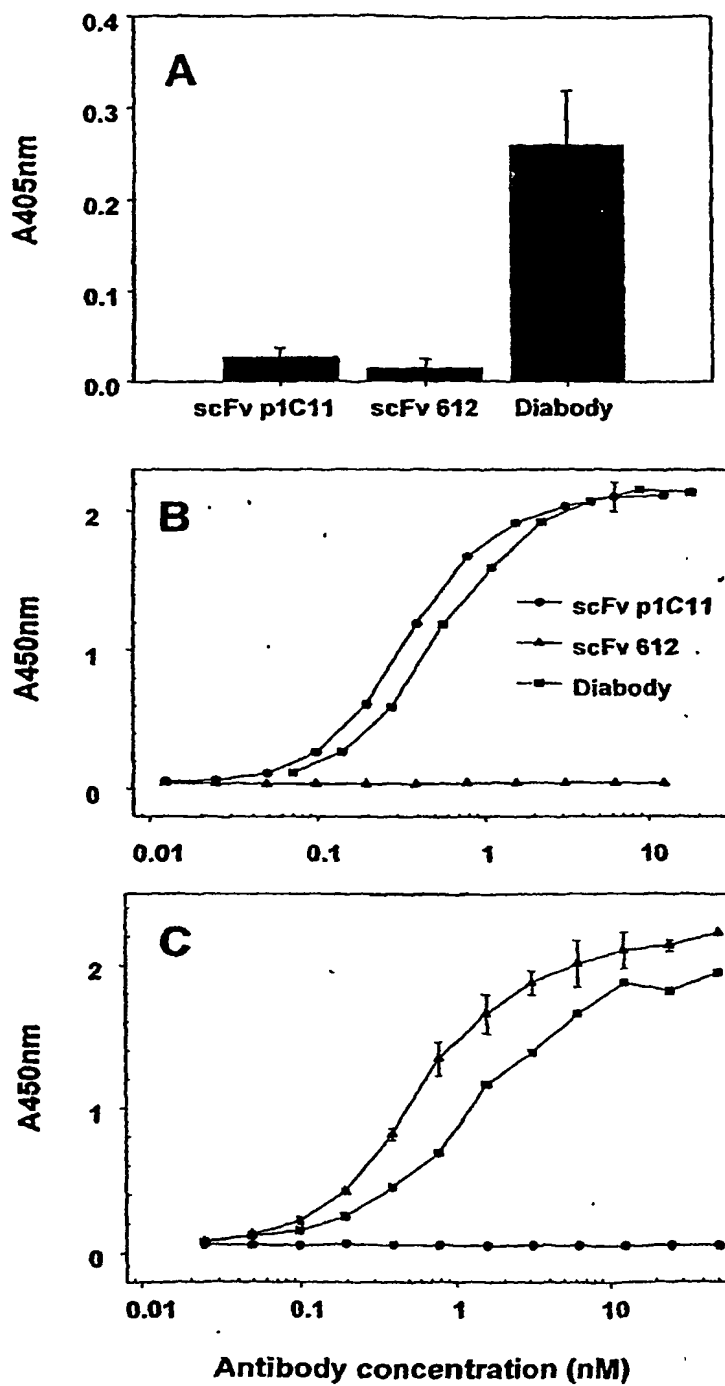 A
A405nm
0.4
0.3
0.2
0.1
0.0
scFv p1C11 scFv 612 Diabody
B
A450nm
2
1
0
scFv p1C11
scFv 612
Diabody
0.01 0.1 1 10
C
A450nm
2
1
0
0.01 0.1 1 10
Antibody concentration (nM)